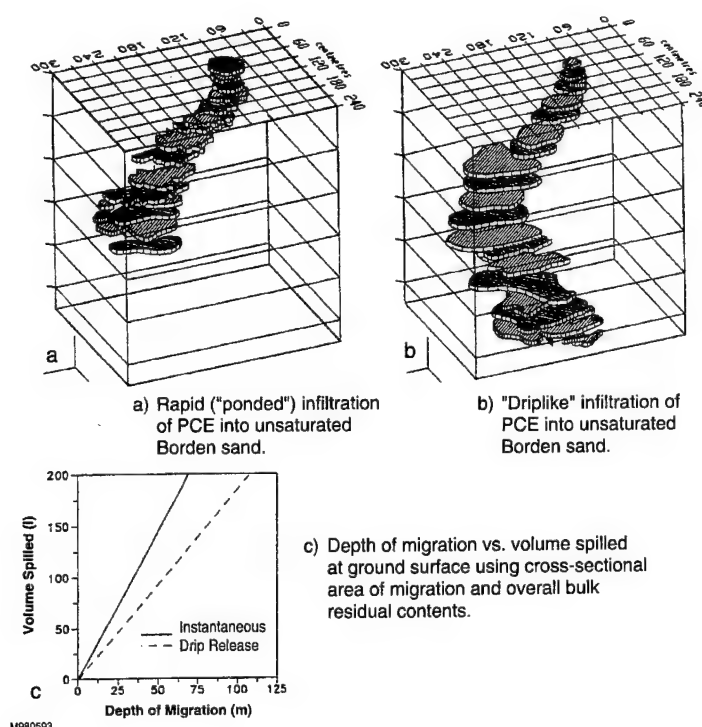 300
240
180
120
60
0
0
60
120
180
240
centimetres
300
240
180
120
60
0
0
60
120
180
240
centimetres
a
b
a) Rapid ("ponded") infiltration
of PCE into unsaturated
Borden sand.
b) "Driplike" infiltration of
PCE into unsaturated
Borden sand.
200
150
100
50
0
Volume Spilled (l)
Instantaneous
Drip Release
0 25 50 75 100 125
Depth of Migration (m)
c
c) Depth of migration vs. volume spilled
at ground surface using cross-sectional
area of migration and overall bulk
residual contents.
M980593